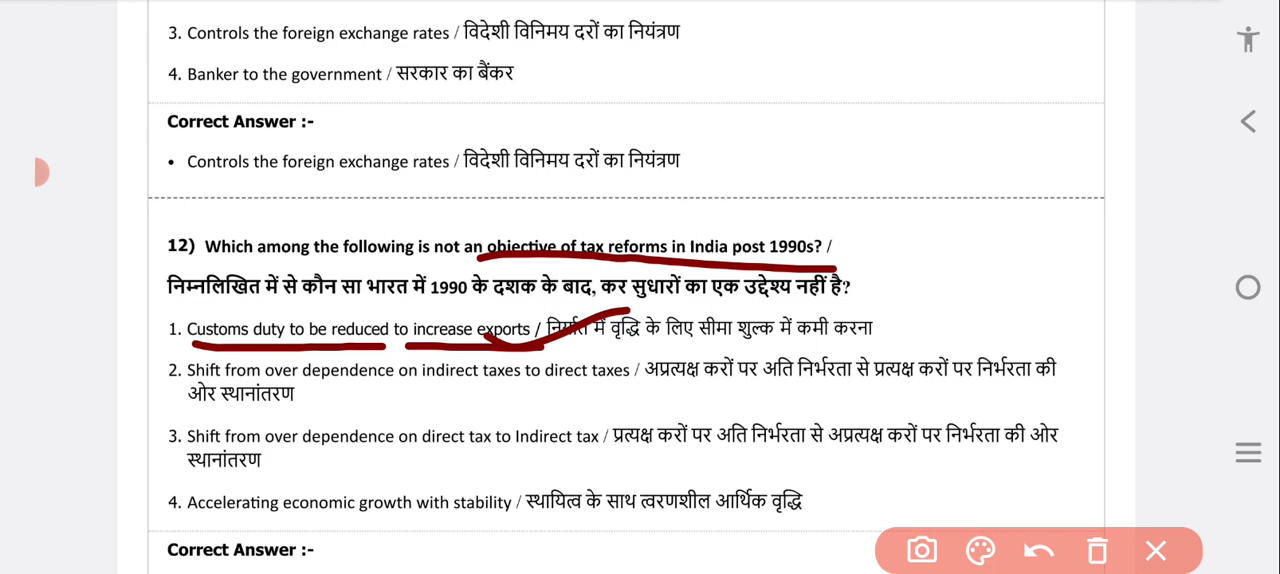 3. Controls the foreign exchange rates / विदेशी विनिमय दरों का नियंत्रण
4. Banker to the government / सरकार का बैंकर
Correct Answer :-
• Controls the foreign exchange rates / विदेशी विनिमय दरों का नियंत्रण
12) Which among the following is not an objective of tax reforms in India post 1990s? /
निम्नलिखित में से कौन सा भारत में 1990 के दशक के बाद, कर सुधारों का एक उद्देश्य नहीं है?
1. Customs duty to be reduced to increase exports / निर्यात में वृद्धि के लिए सीमा शुल्क में कमी करना
2. Shift from over dependence on indirect taxes to direct taxes / अप्रत्यक्ष करों पर अति निर्भरता से प्रत्यक्ष करों पर निर्भरता की
ओर स्थानांतरण
3. Shift from over dependence on direct tax to Indirect tax / प्रत्यक्ष करों पर अति निर्भरता से अप्रत्यक्ष करों पर निर्भरता की ओर
स्थानांतरण
4. Accelerating economic growth with stability / स्थायित्व के साथ त्वरणशील आर्थिक वृद्धि
Correct Answer :-